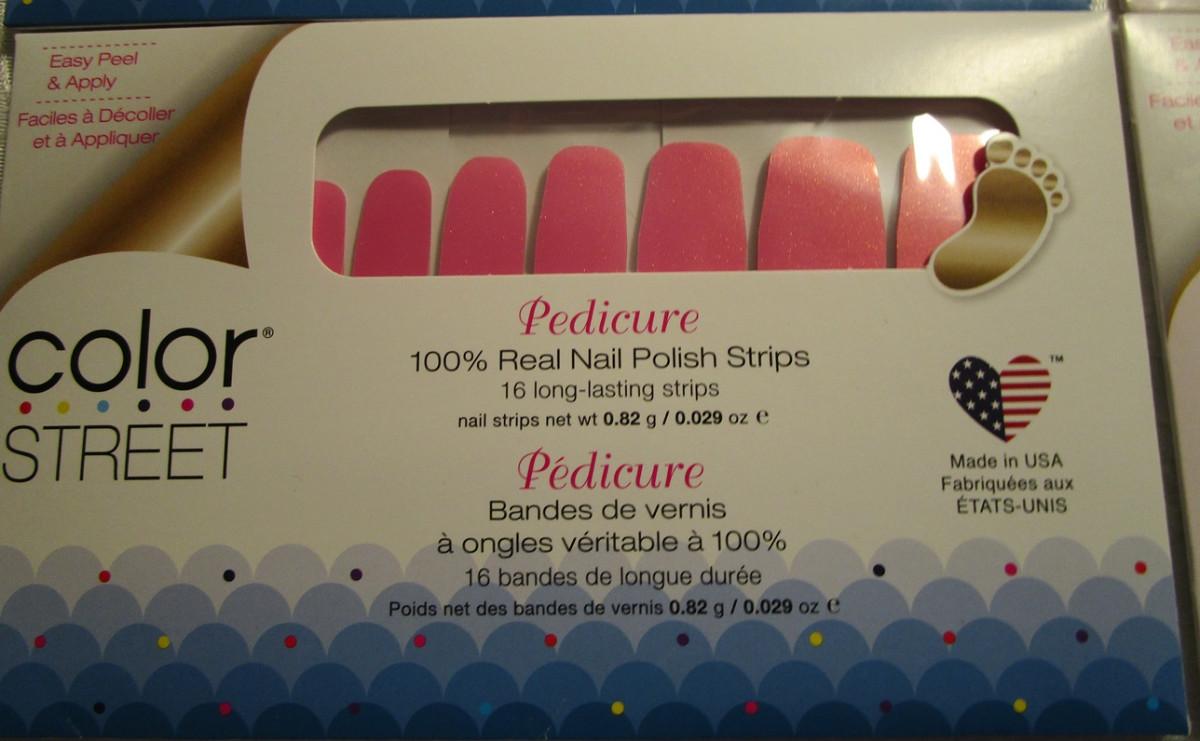 Easy Peel
& Apply
Faciles à Décoller
et à Appliquer
color®
STREET
Pedicure
100% Real Nail Polish Strips
16 long-lasting strips
nail strips net wt 0.82 g / 0.029 oz ℮
Pédicure
Bandes de vernis
à ongles véritable à 100%
16 bandes de longue durée
Poids net des bandes de vernis 0.82 g / 0.029 oz ℮
TM
Made in USA
Fabriquées aux
ÉTATS-UNIS
Facile
et